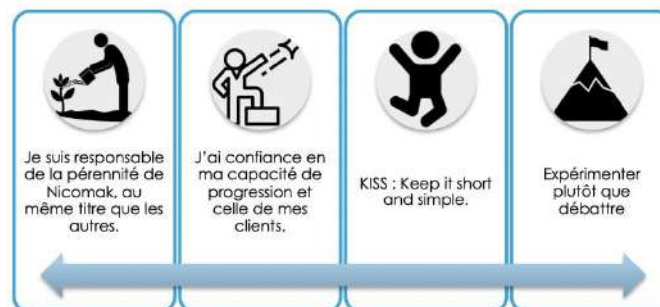 Je suis responsable
de la pérennité de
Nicomak, au
même titre que les
autres.
J'ai confiance en
ma capacité de
progression et
celle de mes
clients.
KISS : Keep it short
and simple.
Expérimenter
plutôt que
débattre